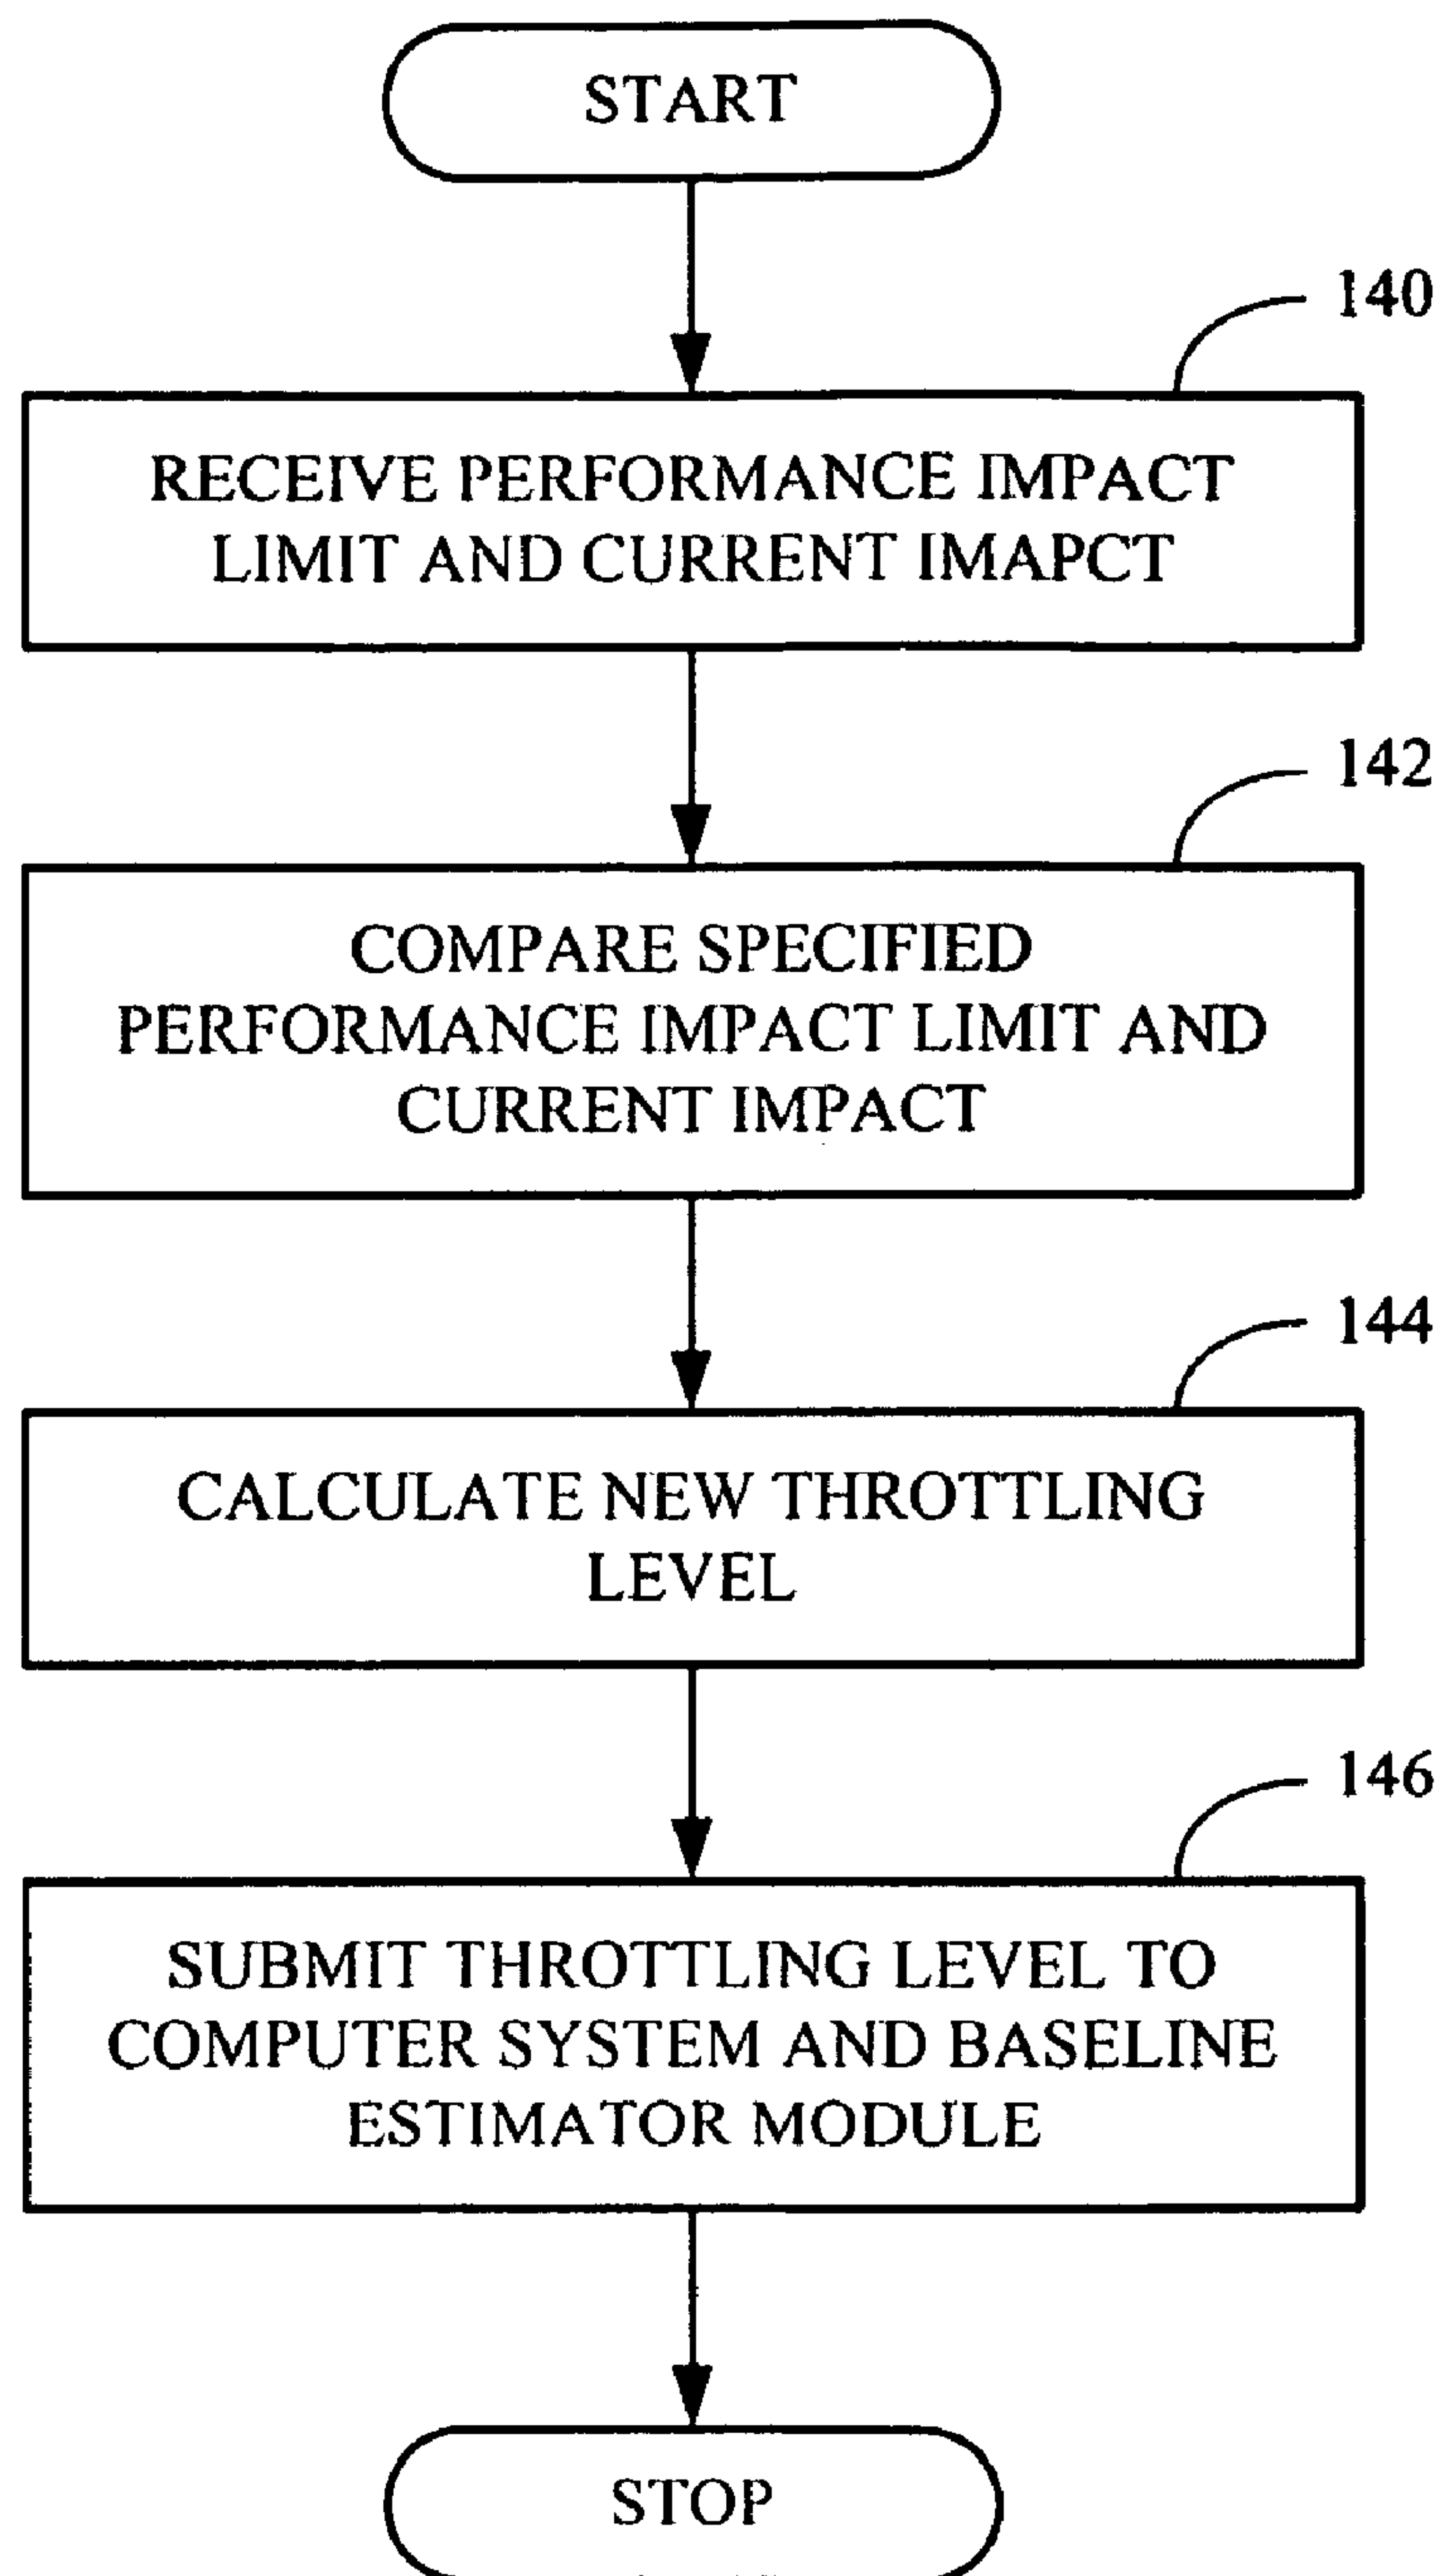 START
140
RECEIVE PERFORMANCE IMPACT
LIMIT AND CURRENT IMAPCT
142
COMPARE SPECIFIED
PERFORMANCE IMPACT LIMIT AND
CURRENT IMPACT
144
CALCULATE NEW THROTTLING
LEVEL
146
SUBMIT THROTTLING LEVEL TO
COMPUTER SYSTEM AND BASELINE
ESTIMATOR MODULE
STOP